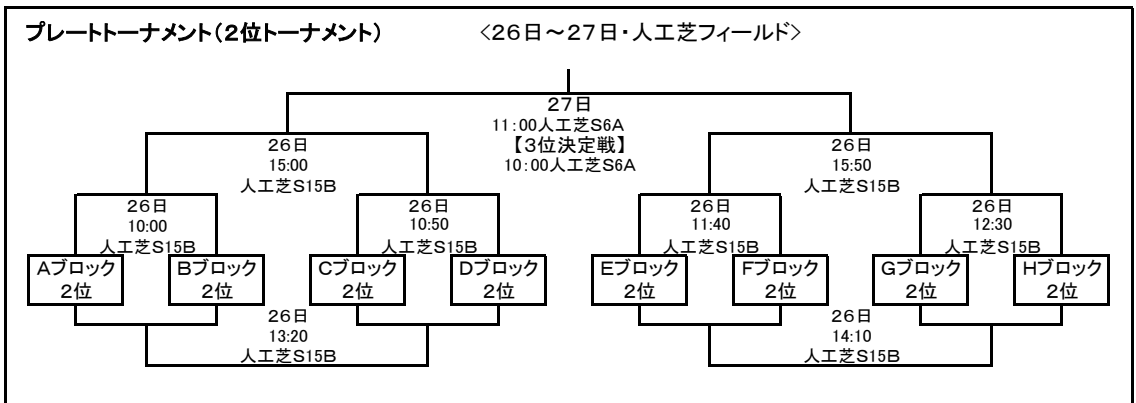 プレートトーナメント(2位トーナメント) <26日～27日・人工芝フィールド>
27日
11:00人工芝S6A
【3位決定戦】
10:00人工芝S6A
26日
15:00
人工芝S15B
26日
15:50
人工芝S15B
26日
10:00
人工芝S15B
26日
10:50
人工芝S15B
26日
11:40
人工芝S15B
26日
12:30
人工芝S15B
Aブロック
2位
Bブロック
2位
Cブロック
2位
Dブロック
2位
Eブロック
2位
Fブロック
2位
Gブロック
2位
Hブロック
2位
26日
13:20
人工芝S15B
26日
14:10
人工芝S15B